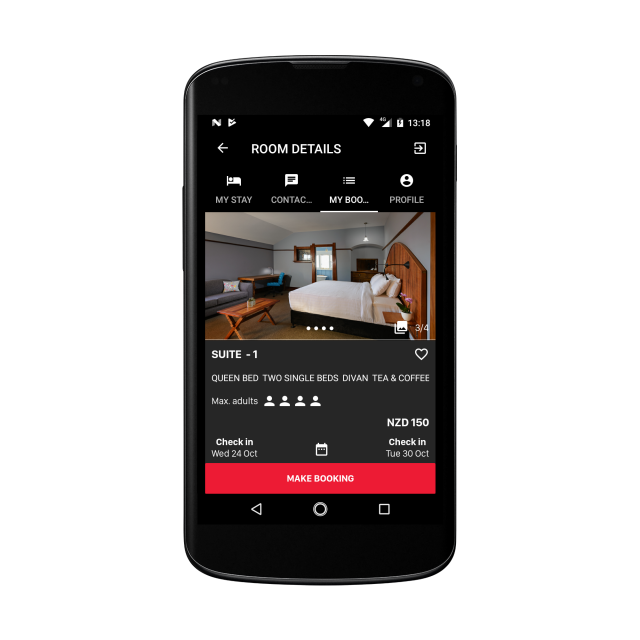 4G 13:18
ROOM DETAILS
MY STAY CONTAC... MY BOO... PROFILE
3/4
SUITE - 1
QUEEN BED TWO SINGLE BEDS DIVAN TEA & COFFEE
Max. adults
NZD 150
Check in Check in
Wed 24 Oct Tue 30 Oct
MAKE BOOKING